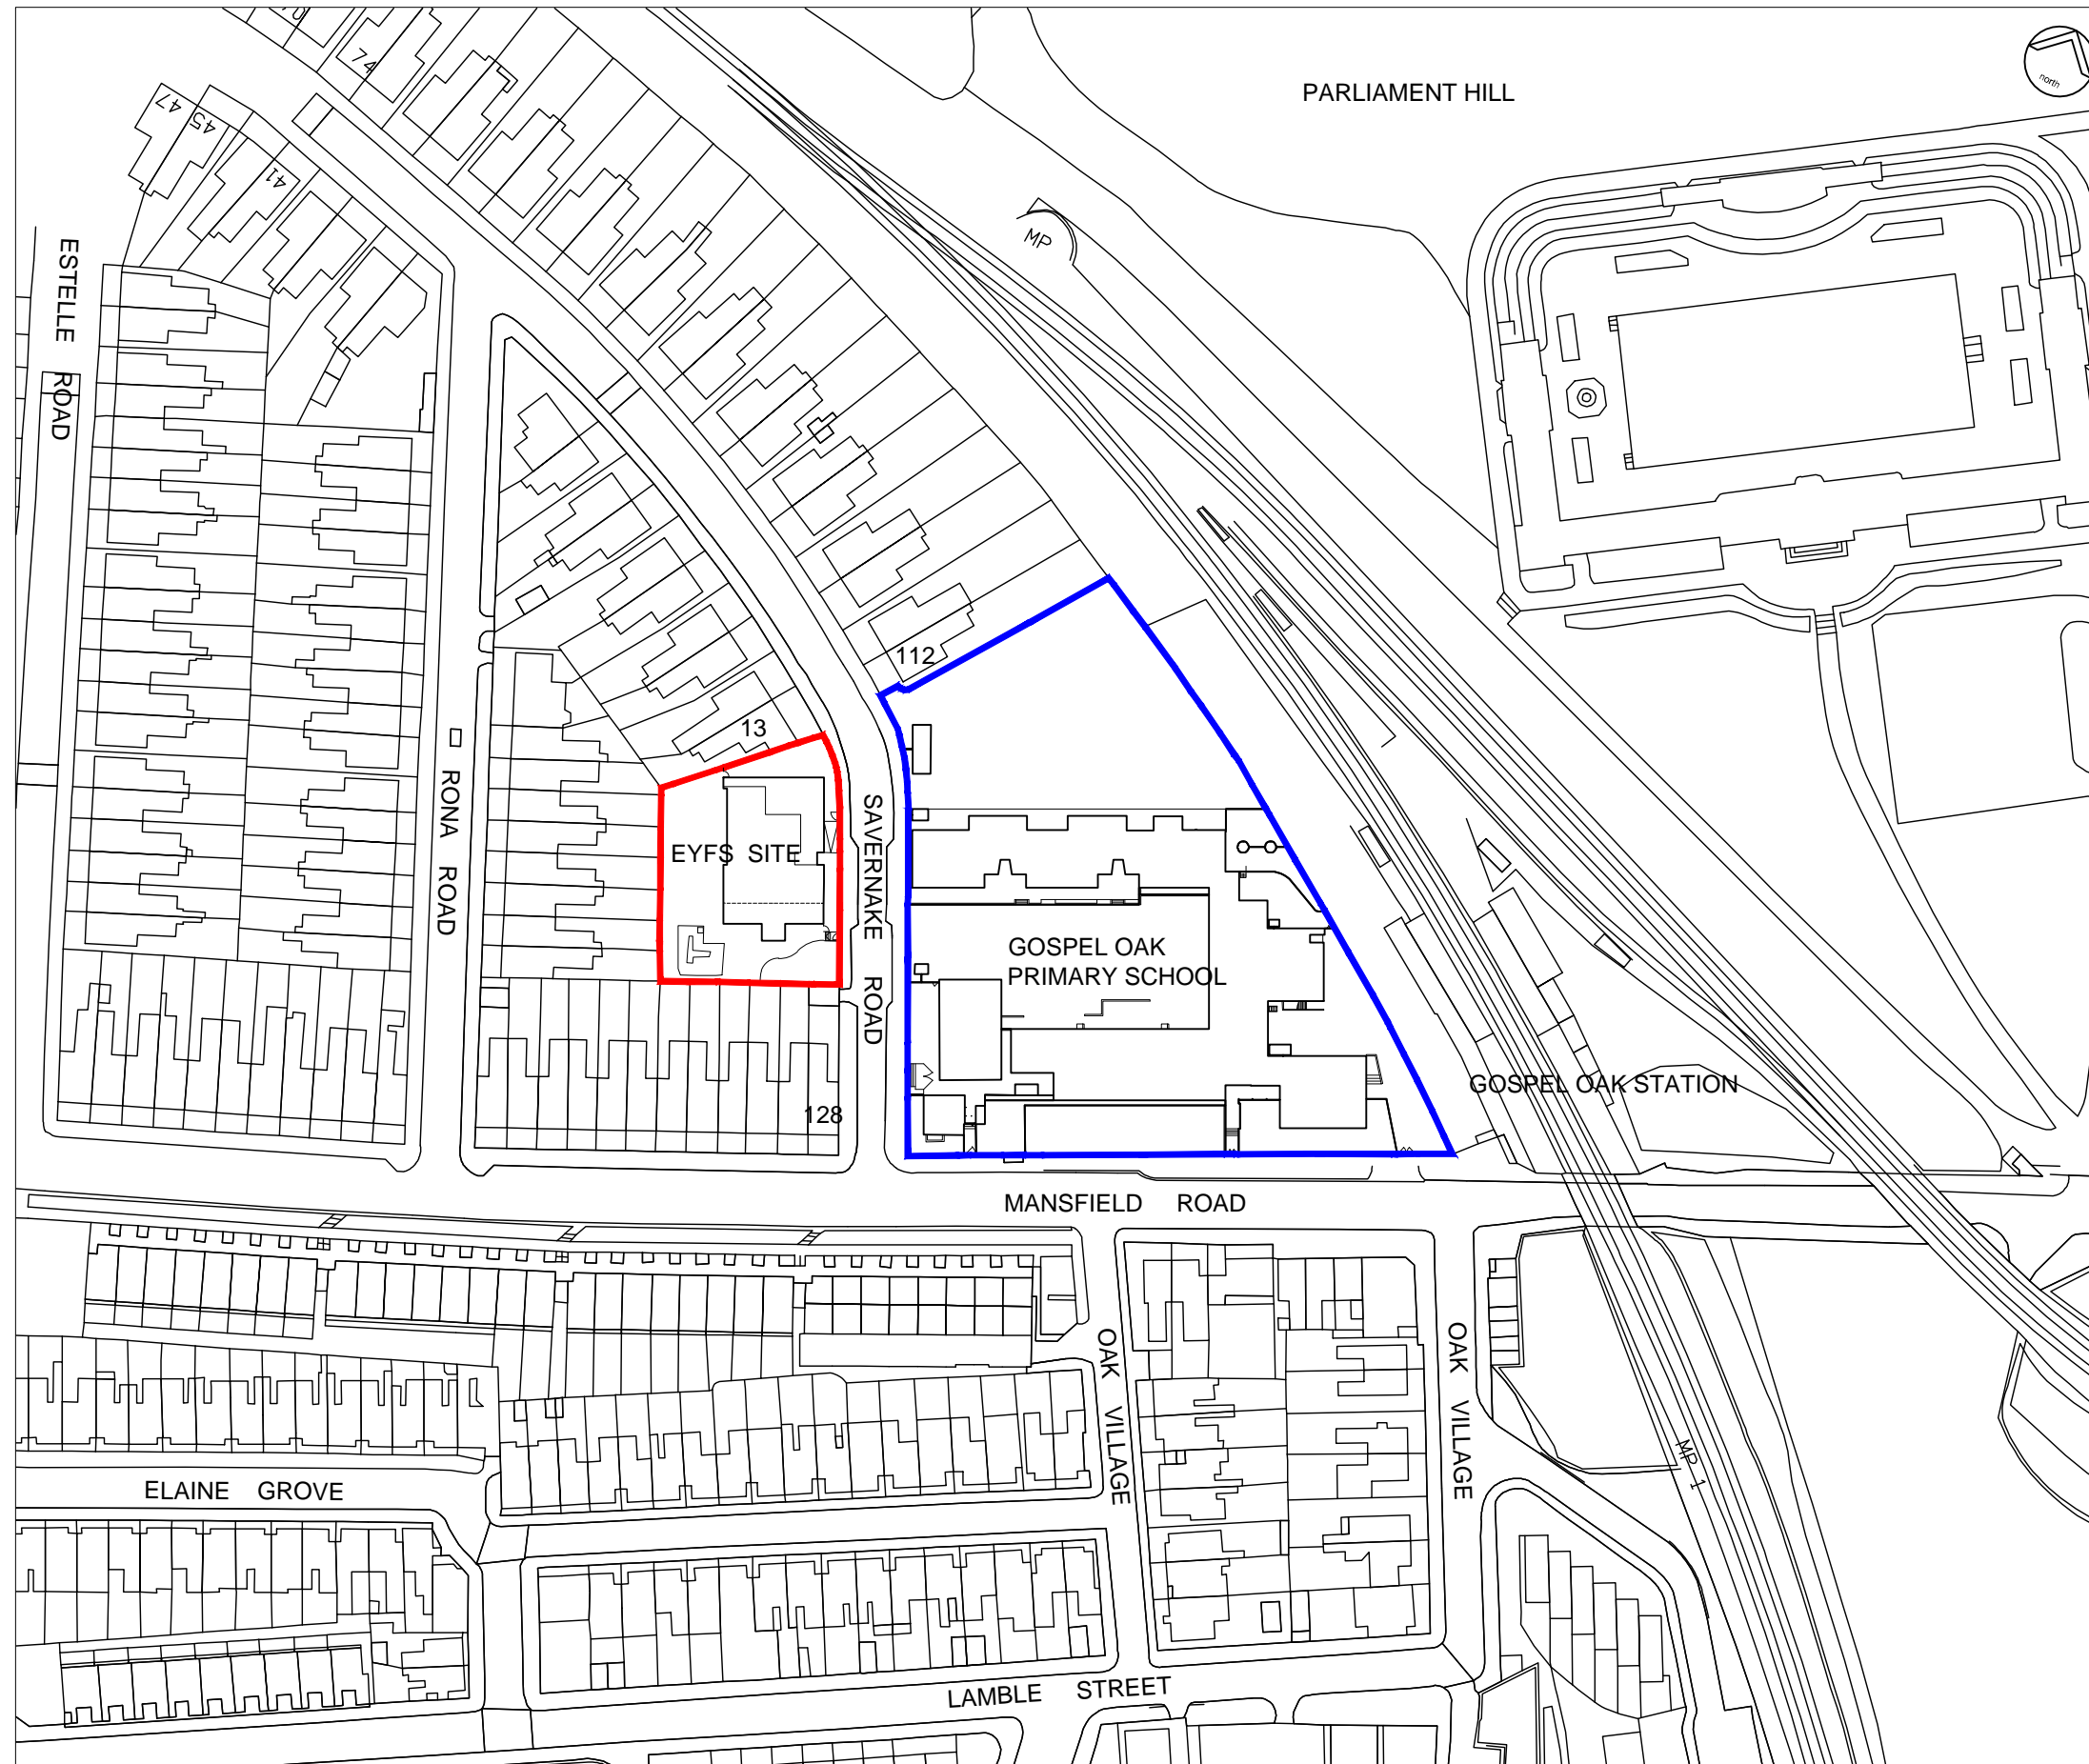 74
PARLIAMENT HILL
north
47
45
41
MP
ESTELLE ROAD
112
13
RONA ROAD
SAVERNAKE ROAD
EYFS SITE
GOSPEL OAK
PRIMARY SCHOOL
GOSPEL OAK STATION
128
MANSFIELD ROAD
OAK VILLAGE
OAK VILLAGE
MP 1
ELAINE GROVE
LAMBLE STREET